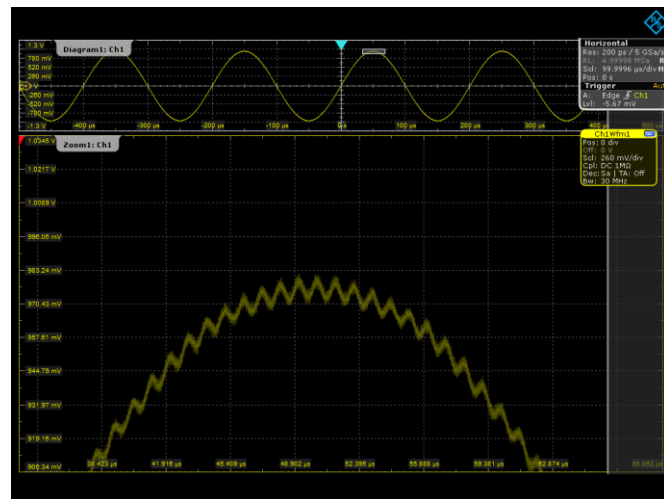 Diagram1: Ch1
1.3 V
780 mV
520 mV
260 mV
-260 mV
-520 mV
-780 mV
-1.3 V
-400 µs
-300 µs
-200 µs
-100 µs
0 s
100 µs
200 µs
300 µs
400 µs
Horizontal
Res: 200 ps / 5 GSa/s
RL: 4.99998 MSa
Scl: 99.9996 µs/div
Pos: 0 s
Trigger
A: Edge Ch1
Lvl: -5.67 mV
Ch1Wfm1
Pos: 0 div
Off: 0 V
Scl: 260 mV/div
Cpl: DC 1MΩ
Dec: Sa | TA: Off
Bw: 30 MHz
Zoom1: Ch1
1.0345 V
1.0217 V
1.0089 V
996.06 mV
983.24 mV
970.43 mV
957.61 mV
944.79 mV
931.97 mV
919.16 mV
906.34 mV
38.423 µs
41.916 µs
45.409 µs
48.902 µs
52.395 µs
55.888 µs
59.381 µs
62.874 µs